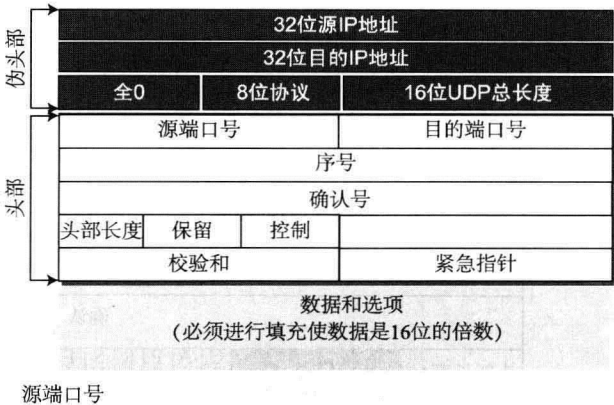 32位源IP地址
32位目的IP地址
伪头部
全0 8位协议 16位UDP总长度
源端口号 目的端口号
序号
头部
确认号
头部长度 保留 控制
校验和 紧急指针
数据和选项
(必须进行填充使数据是16位的倍数)
源端口号